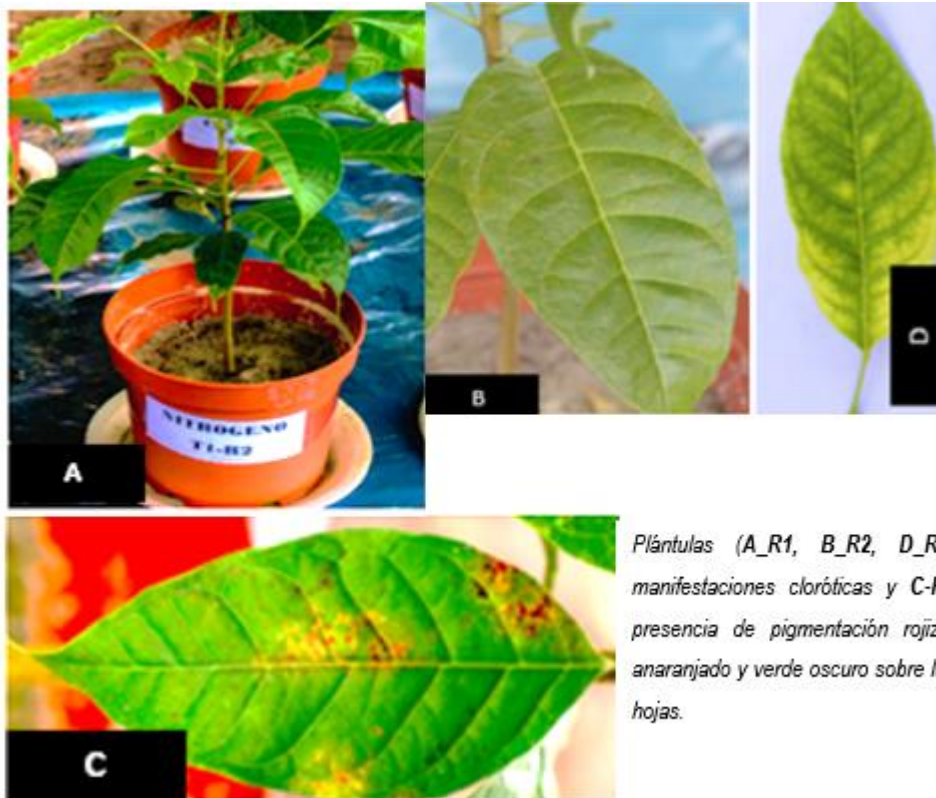 NITROGENO
T1-R2
A
B
D
C
Plántulas (A_R1, B_R2, D_R
manifestaciones cloróticas y C-
presencia de pigmentación rojiz
anaranjado y verde oscuro sobre
hojas.